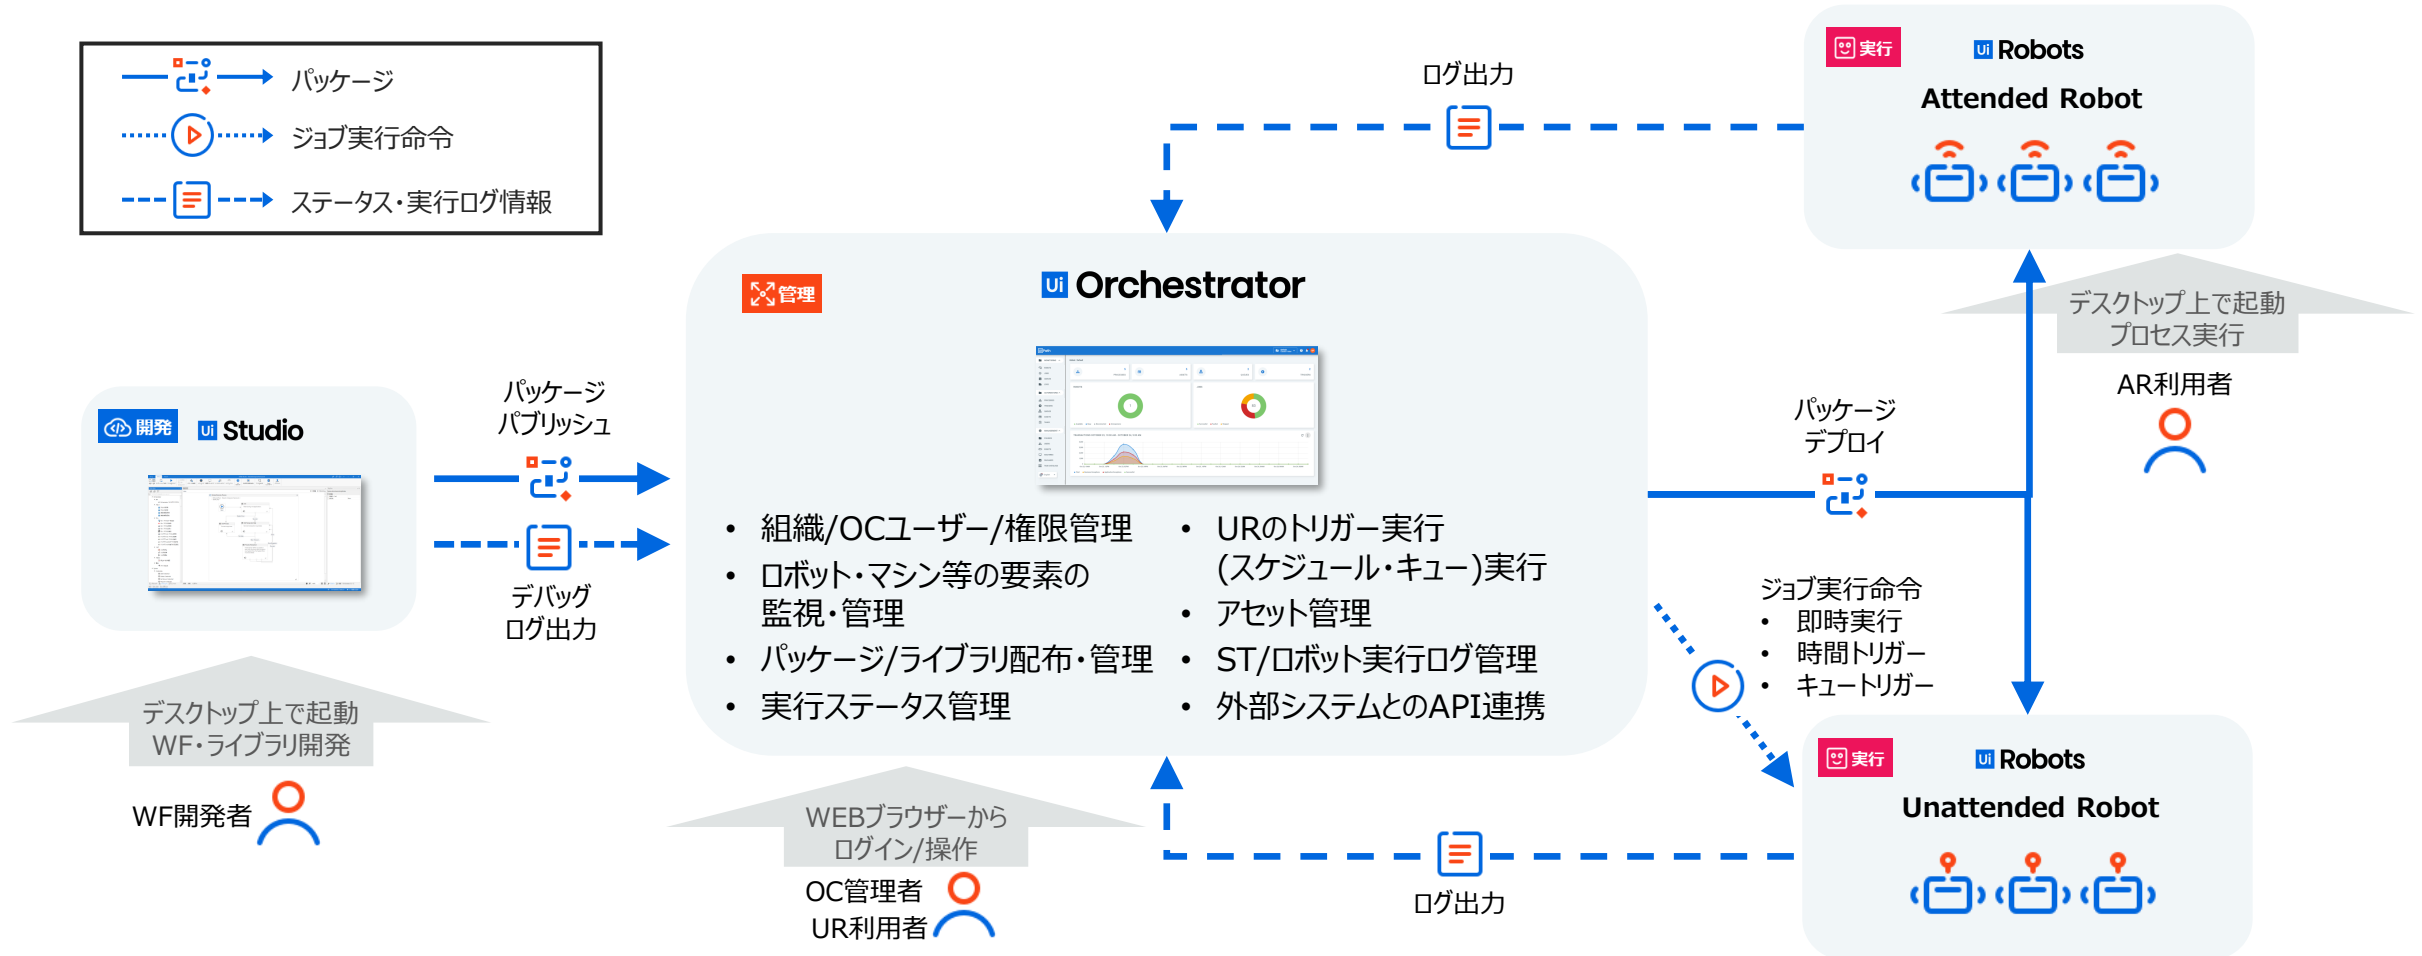 パッケージ
ジョブ実行命令
ステータス・実行ログ情報
開発
Ui Studio
デスクトップ上で起動
WF・ライブラリ開発
WF開発者
パッケージ
パブリッシュ
デバッグ
ログ出力
管理
Ui Orchestrator
• 組織/OCユーザー/権限管理
• ロボット・マシン等の要素の
監視・管理
• パッケージ/ライブラリ配布・管理
• 実行ステータス管理
• URのトリガー実行
(スケジュール・キュー)実行
• アセット管理
• ST/ロボット実行ログ管理
• 外部システムとのAPI連携
WEBブラウザーから
ログイン/操作
OC管理者
UR利用者
ログ出力
実行
Ui Robots
Attended Robot
デスクトップ上で起動
プロセス実行
AR利用者
パッケージ
デプロイ
ジョブ実行命令
• 即時実行
• 時間トリガー
• キュートリガー
実行
Ui Robots
Unattended Robot
ログ出力